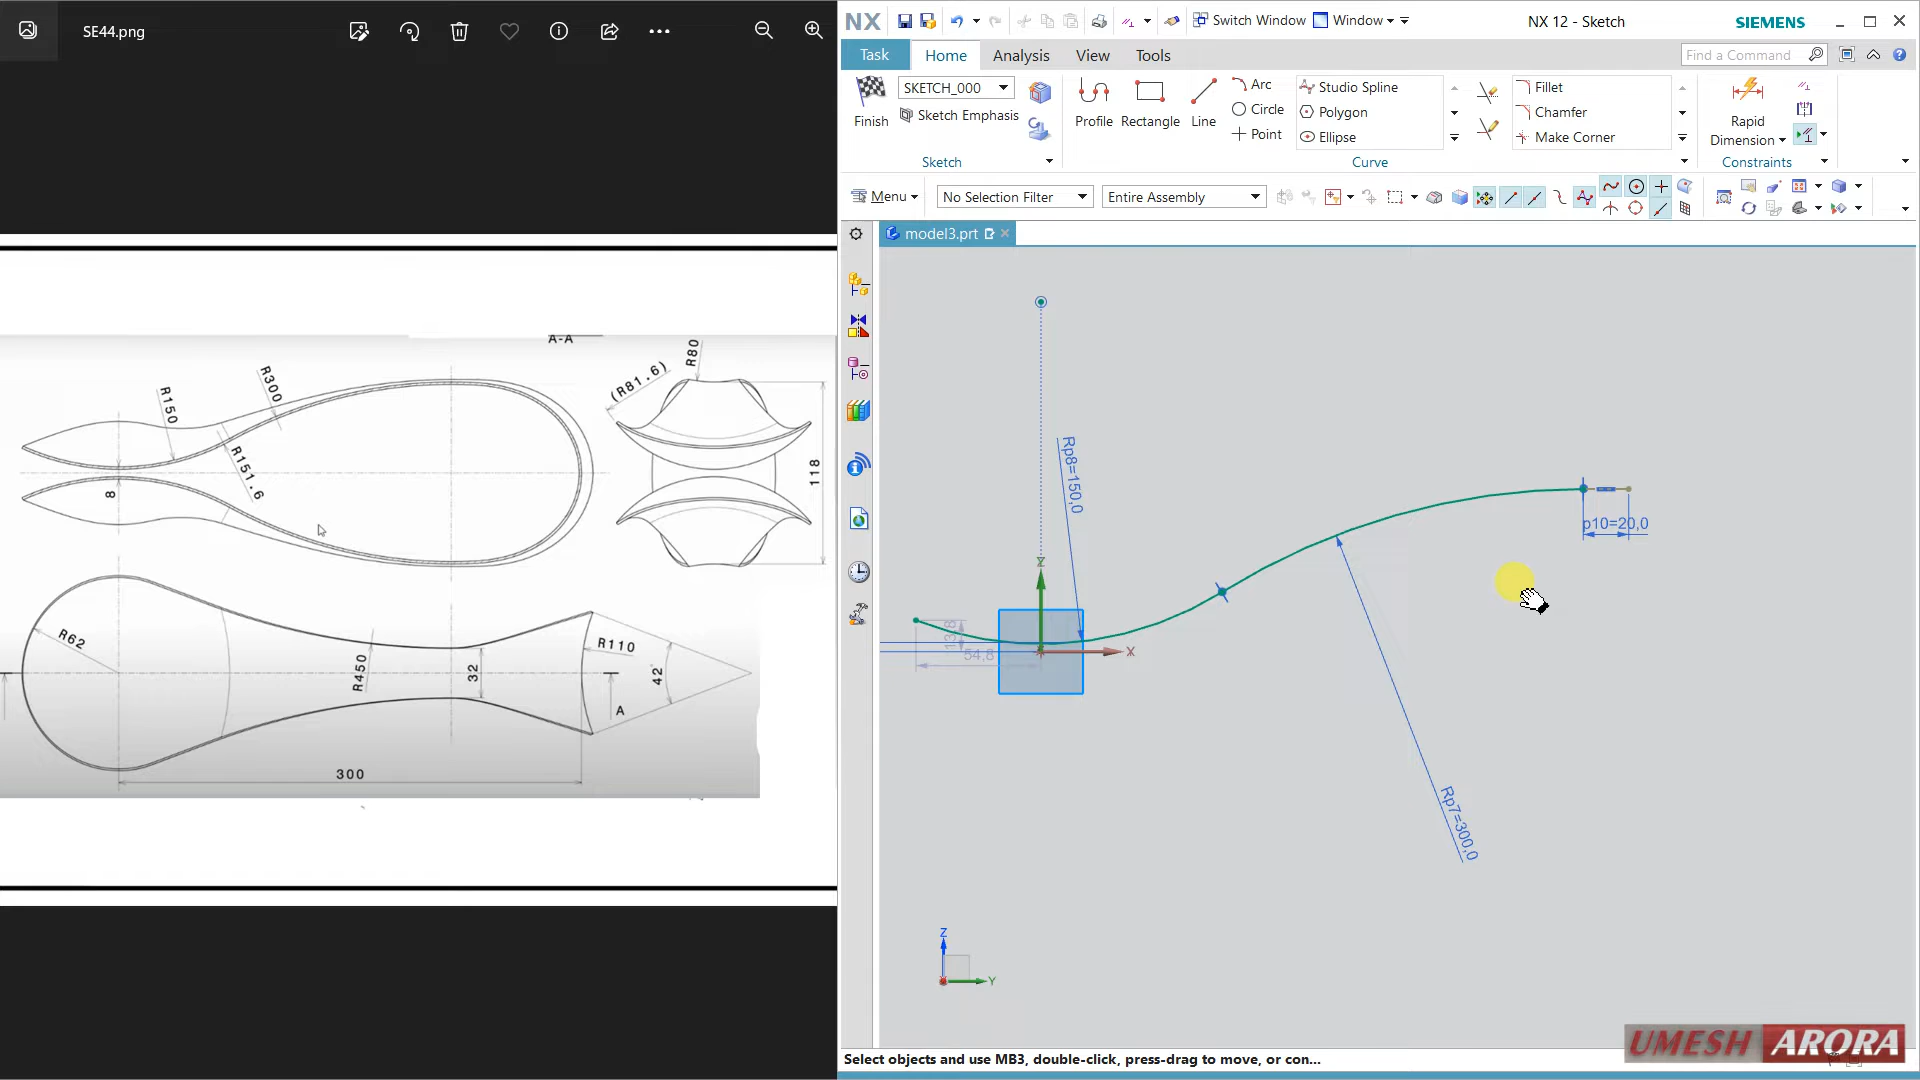 SE44.png
NX
Switch Window
Window
NX 12 - Sketch
SIEMENS
Task
Home
Analysis
View
Tools
Find a Command
Finish
SKETCH_000
Sketch Emphasis
Sketch
Profile
Rectangle
Line
Arc
Circle
Point
Studio Spline
Polygon
Ellipse
Curve
Fillet
Chamfer
Make Corner
Rapid
Dimension
Constraints
Menu
No Selection Filter
Entire Assembly
model3.prt
A-A
R150
R300
R151.6
8
(R81.6)
R80
118
R62
R450
32
R110
42
A
300
Rp8=150,0
p10=20,0
Rp7=300,0
13,8
54,8
Z
X
Z
Y
UMESH ARORA
Select objects and use MB3, double-click, press-drag to move, or con...